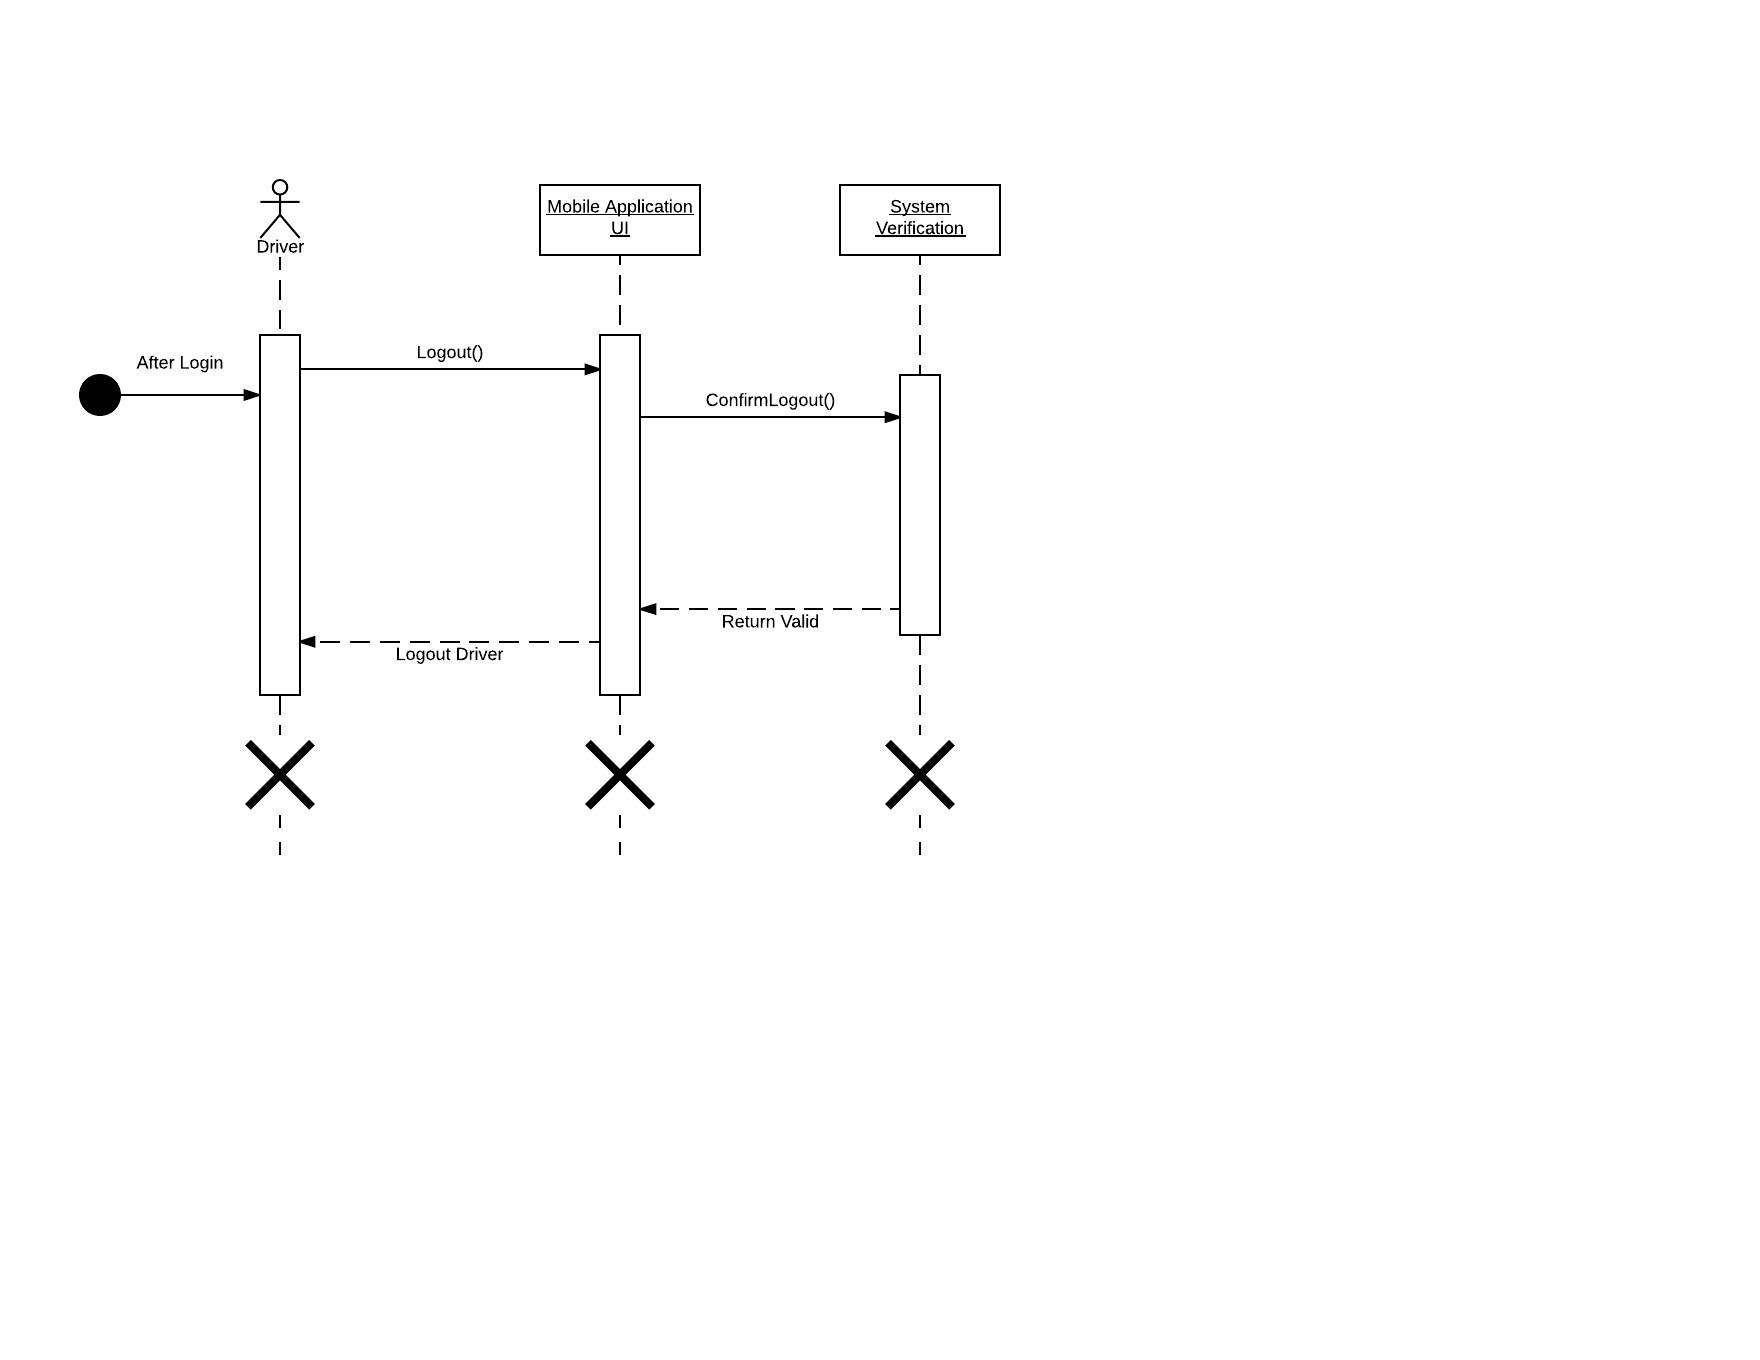 Driver
Mobile Application
UI
System
Verification
After Login
Logout()
ConfirmLogout()
Return Valid
Logout Driver